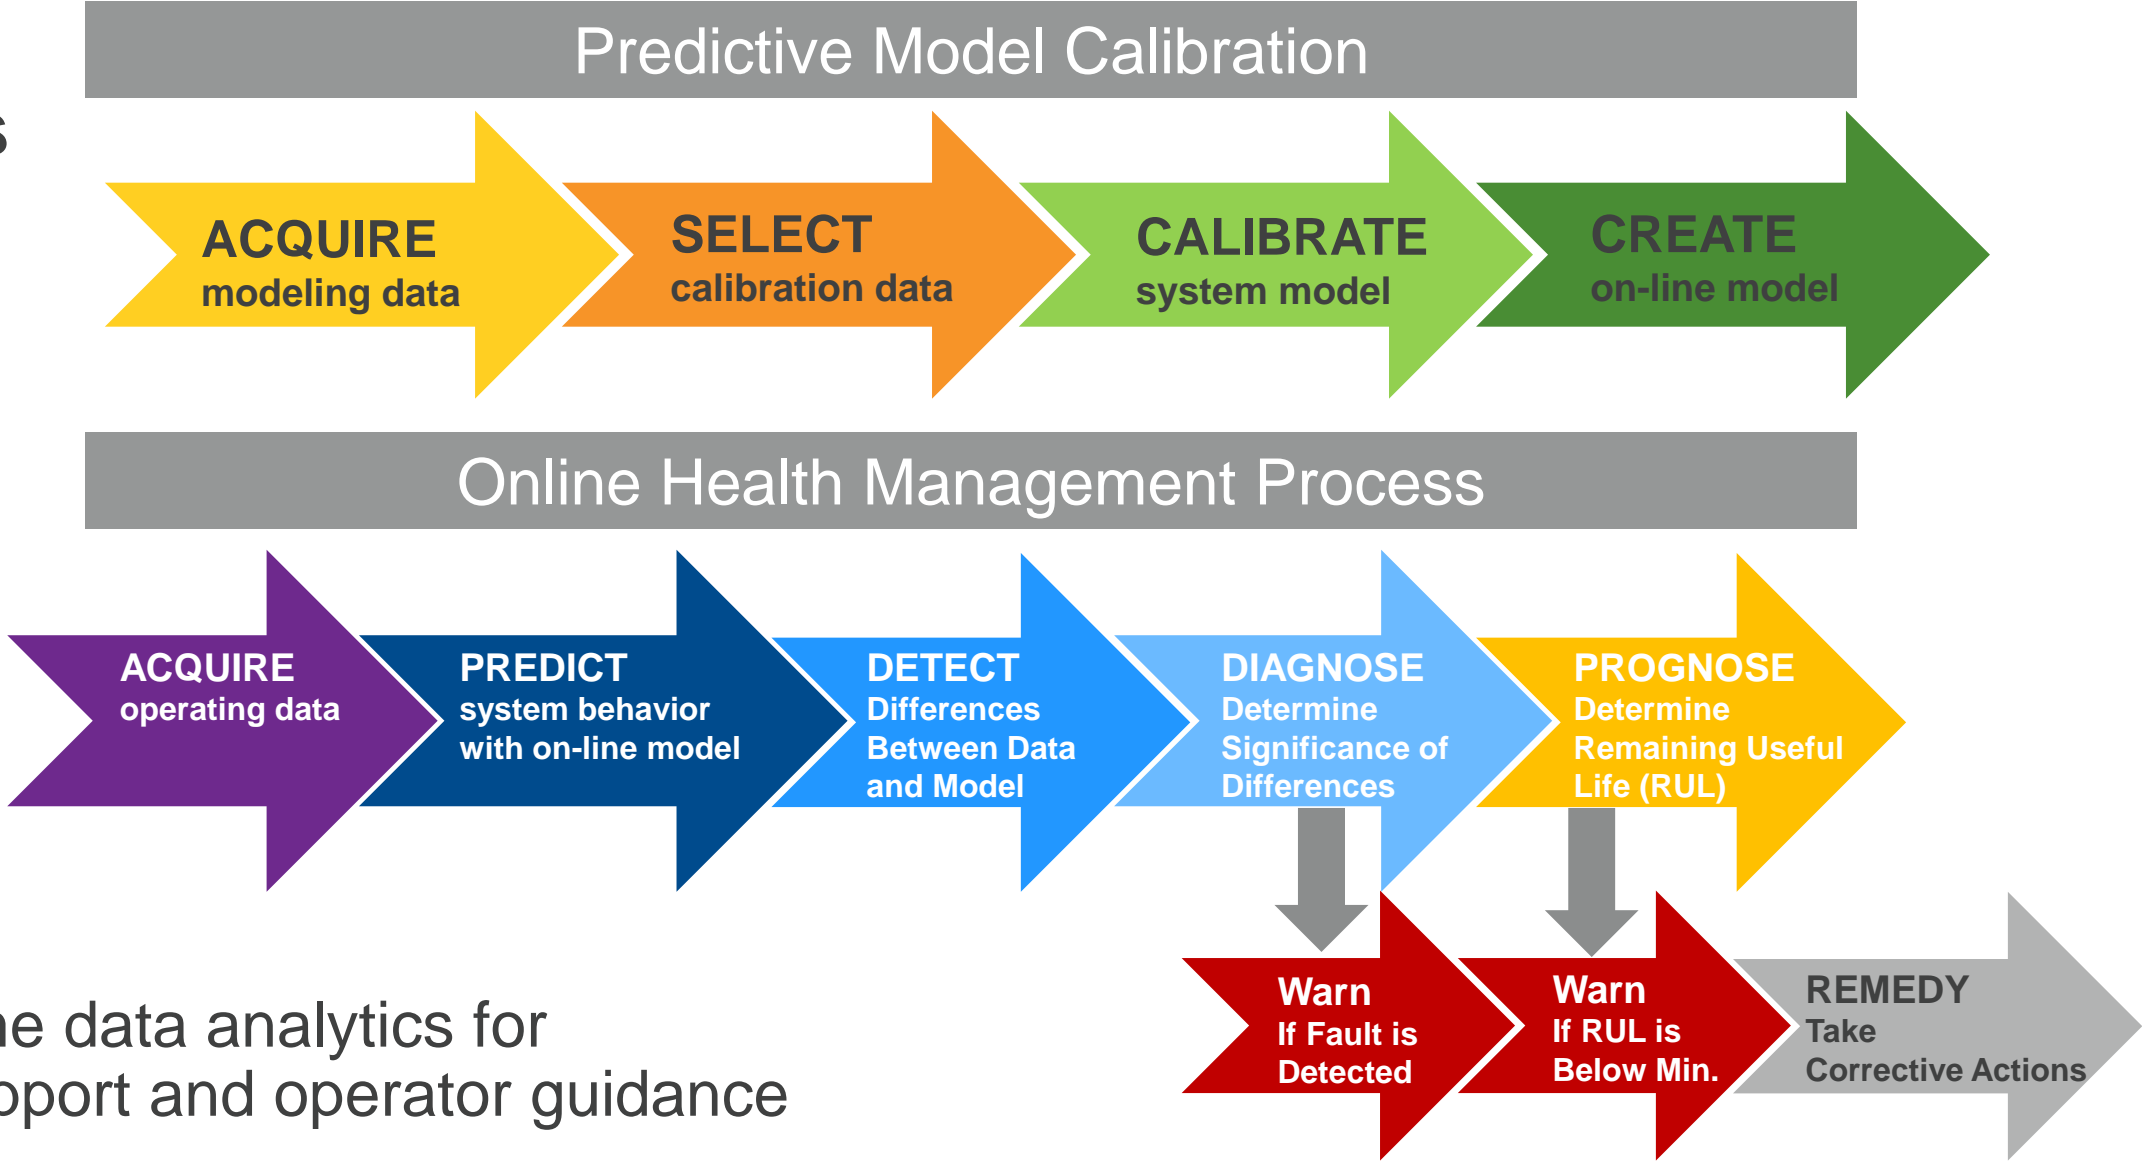 Predictive Model Calibration
s
ACQUIRE
modeling data
SELECT
calibration data
CALIBRATE
system model
CREATE
on-line model
Online Health Management Process
ACQUIRE
operating data
PREDICT
system behavior
with on-line model
DETECT
Differences
Between Data
and Model
DIAGNOSE
Determine
Significance of
Differences
PROGNOSE
Determine
Remaining Useful
Life (RUL)
Warn
If Fault is
Detected
Warn
If RUL is
Below Min.
REMEDY
Take
Corrective Actions
data analytics for
and operator guidance